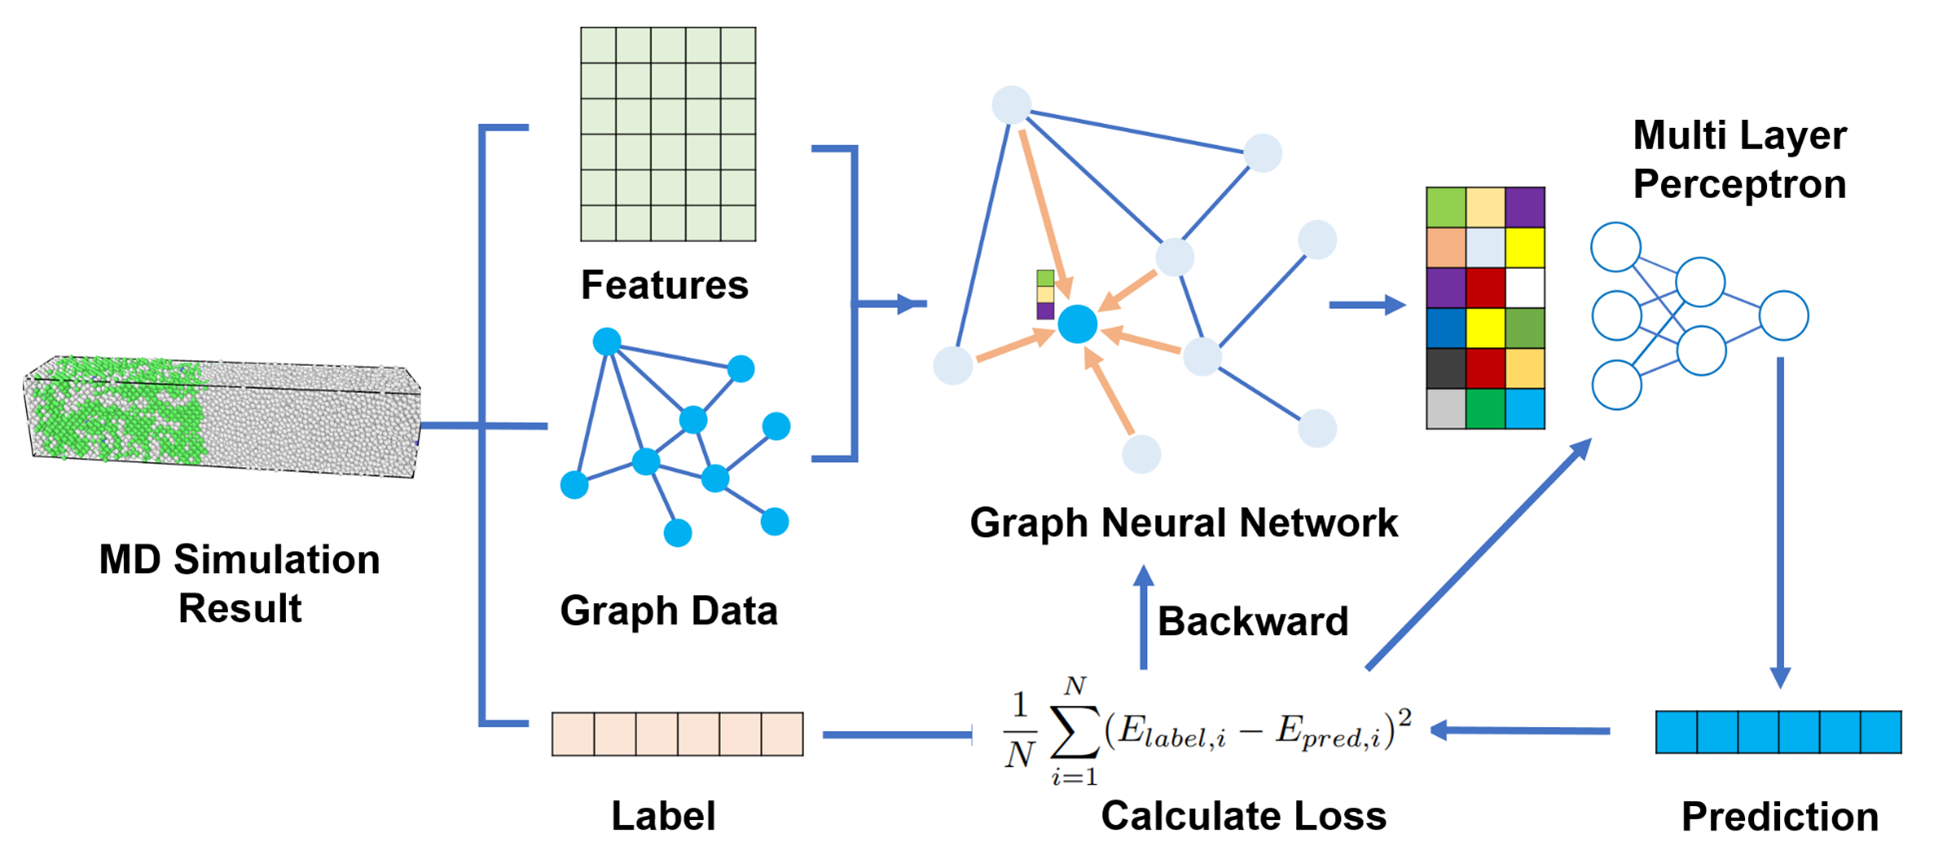 Features
MD Simulation
Result
Graph Data
Label
Graph Neural Network
Backward
Multi Layer
Perceptron
\frac{1}{N} \sum_{i=1}^{N} (E_{label,i} - E_{pred,i})^2
Calculate Loss
Prediction